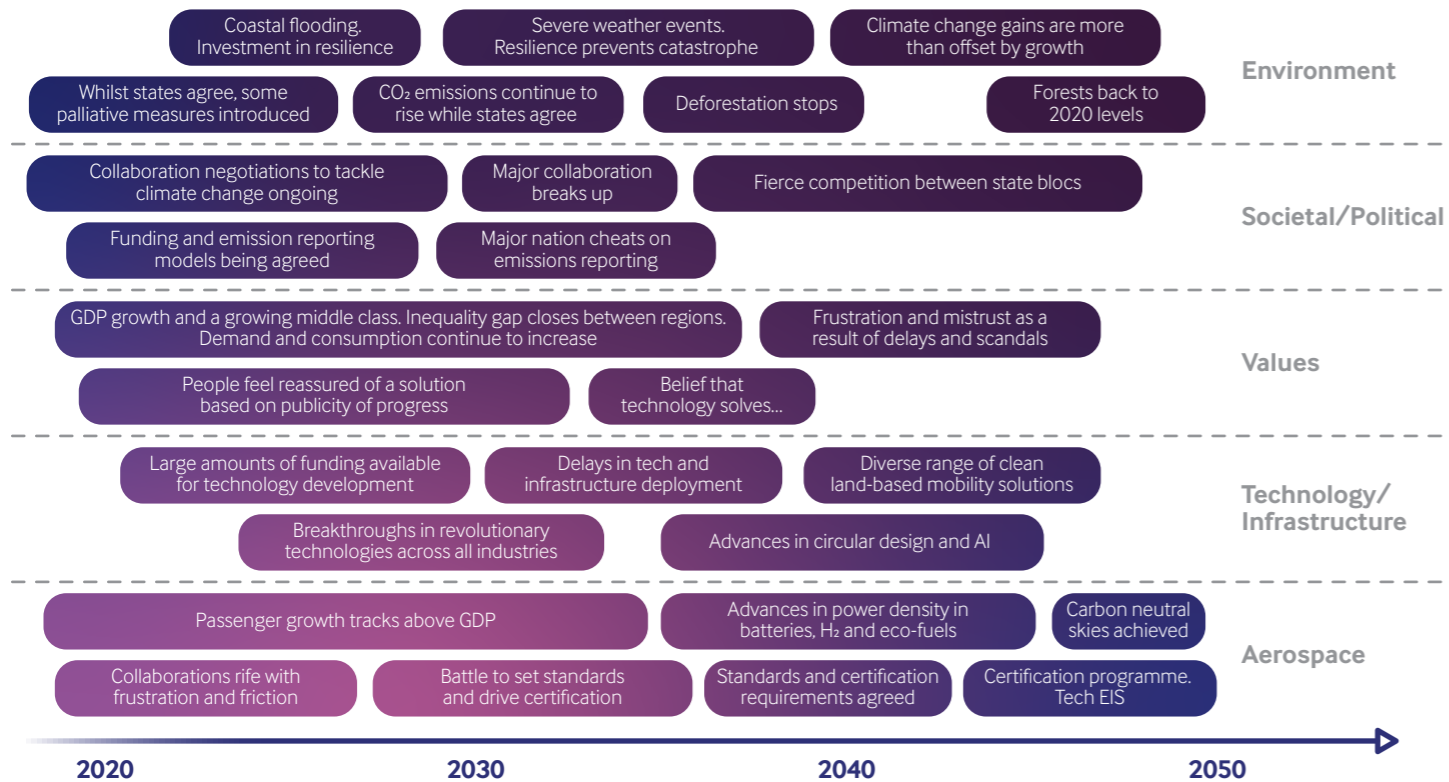 Coastal flooding.
Investment in resilience
Severe weather events.
Resilience prevents catastrophe
Climate change gains are more
than offset by growth
Whilst states agree, some
palliative measures introduced
CO₂ emissions continue to
rise while states agree
Deforestation stops
Forests back to
2020 levels
Environment
Collaboration negotiations to tackle
climate change ongoing
Major collaboration
breaks up
Fierce competition between state blocs
Funding and emission reporting
models being agreed
Major nation cheats on
emissions reporting
Societal/Political
GDP growth and a growing middle class. Inequality gap closes between regions.
Demand and consumption continue to increase
Frustration and mistrust as a
result of delays and scandals
People feel reassured of a solution
based on publicity of progress
Belief that
technology solves...
Values
Large amounts of funding available
for technology development
Delays in tech and
infrastructure deployment
Diverse range of clean
land-based mobility solutions
Breakthroughs in revolutionary
technologies across all industries
Advances in circular design and AI
Technology/
Infrastructure
Passenger growth tracks above GDP
Advances in power density in
batteries, H₂ and eco-fuels
Carbon neutral
skies achieved
Collaborations rife with
frustration and friction
Battle to set standards
and drive certification
Standards and certification
requirements agreed
Certification programme.
Tech EIS
Aerospace
2020
2030
2040
2050